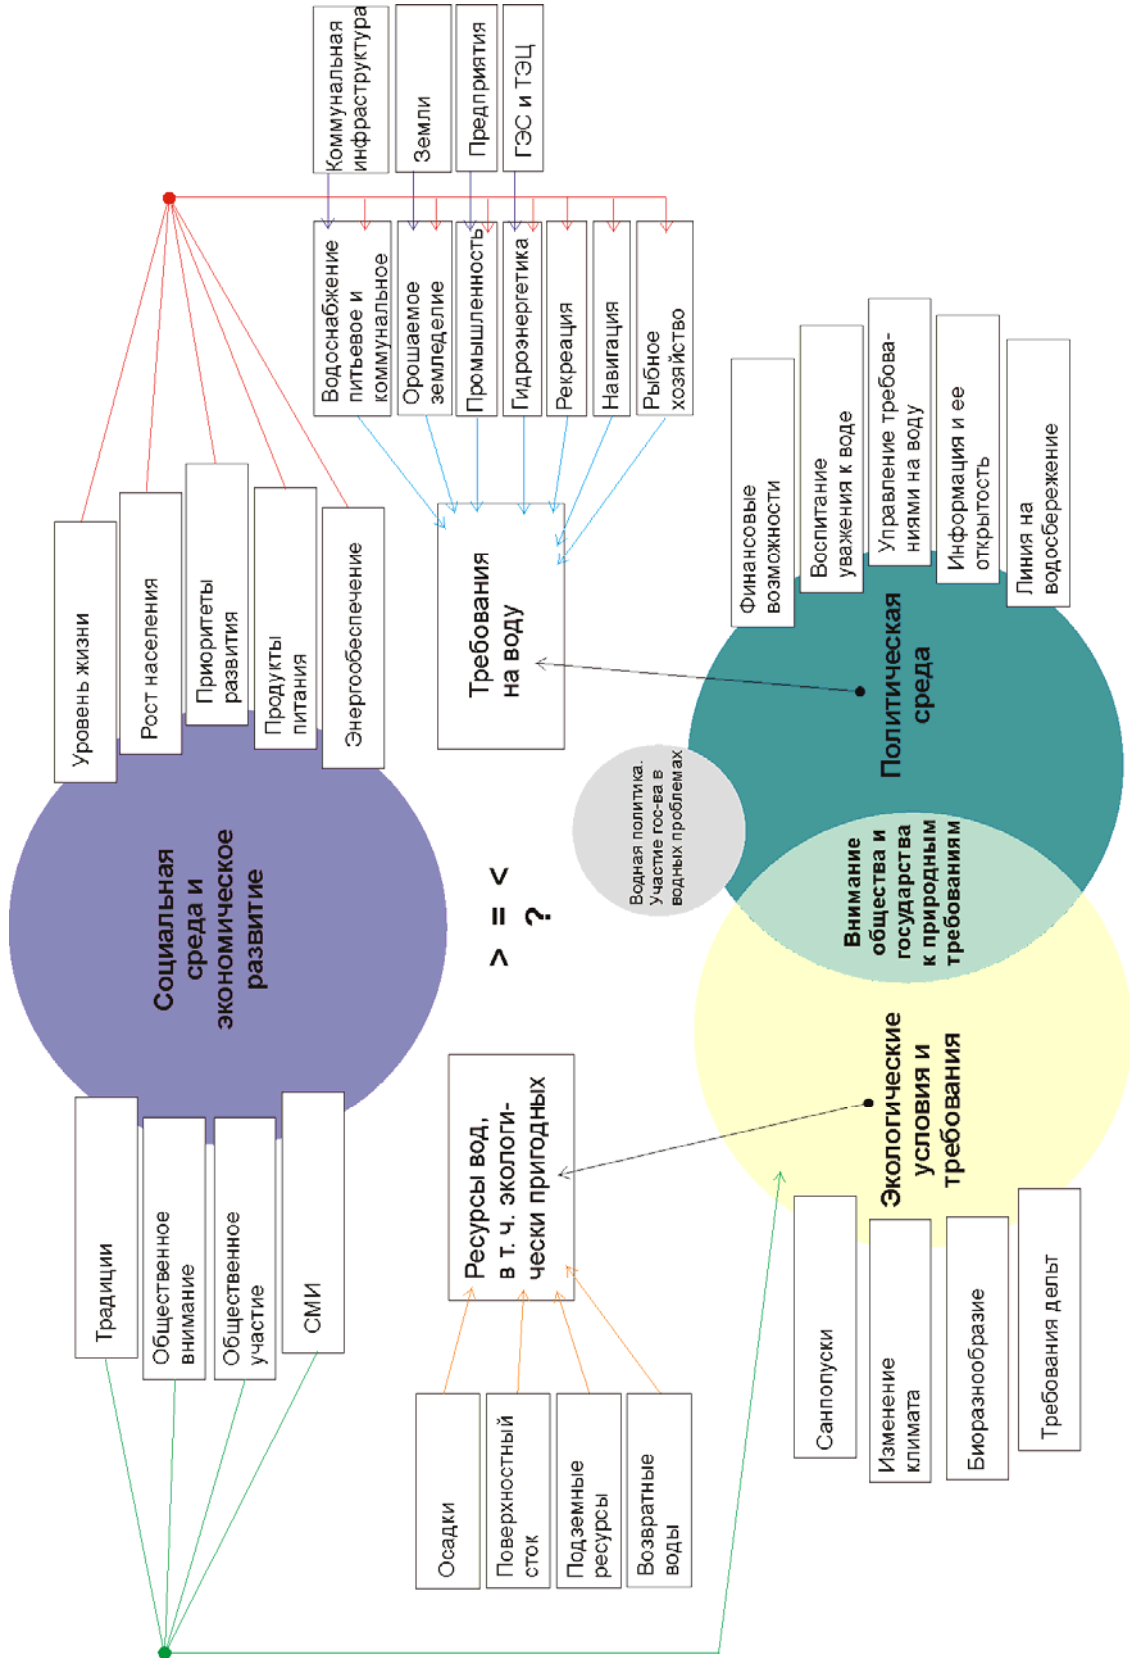 Традиции
Общественное
внимание
Общественное
участие
СМИ
Социальная
среда и
экономическое
развитие
Уровень жизни
Рост населения
Приоритеты
развития
Продукты
питания
Энергообеспечение
Осадки
Поверхностный
сток
Подземные
ресурсы
Возвратные
воды
Ресурсы вод,
в т. ч. экологи-
чески пригодных
> = <
?
Требования
на воду
Водоснабжение
питьевое и
коммунальное
Орошаемое
земледелие
Промышленность
Гидроэнергетика
Рекреация
Навигация
Рыбное
хозяйство
Коммунальная
инфраструктура
Земли
Предприятия
ГЭС и ТЭЦ
Водная политика.
Участие гос-ва в
водных проблемах
Санпопуски
Изменение
климата
Биоразнообразие
Требования дельт
Экологические
условия и
требования
Внимание
общества и
государства
к природным
требованиям
Политическая
среда
Финансовые
возможности
Воспитание
уважения к воде
Управление требова-
ниями на воду
Информация и ее
открытость
Линия на
водосбережение